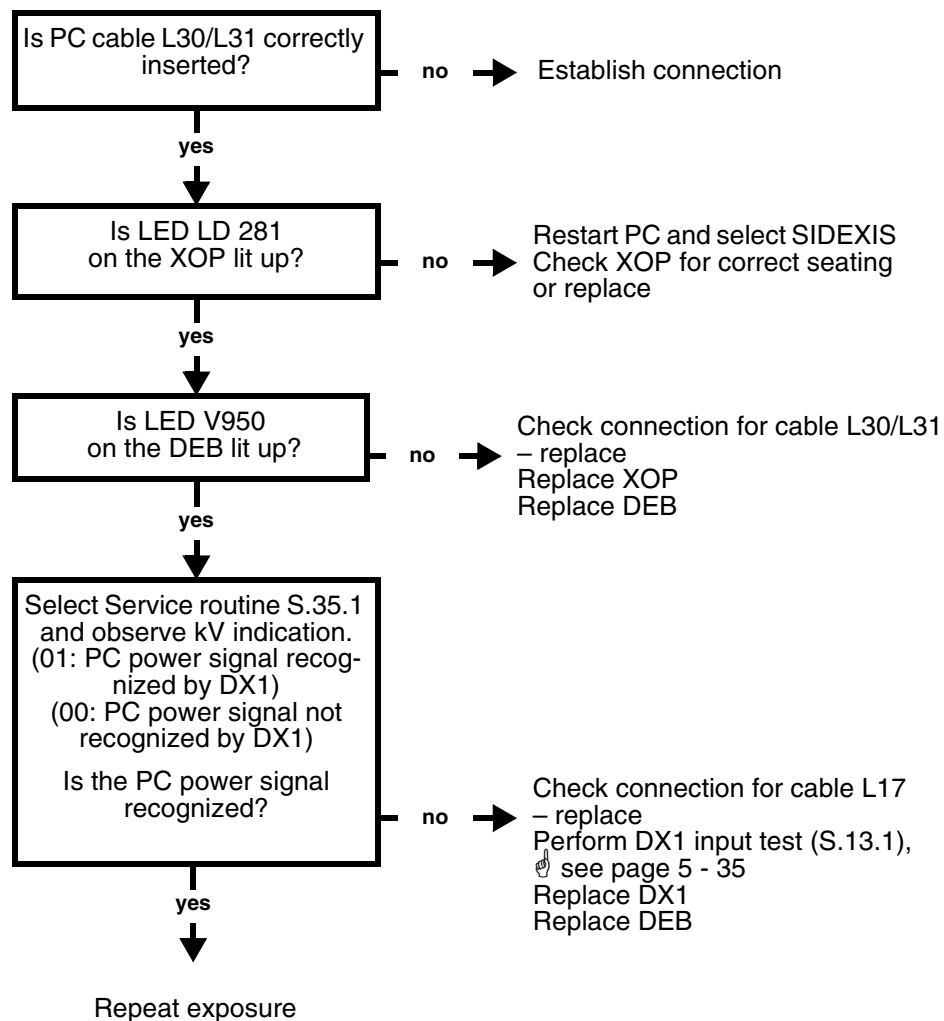 Is PC cable L30/L31 correctly
inserted?
no
Establish connection
yes
Is LED LD 281
on the XOP lit up?
no
Restart PC and select SIDEXIS
Check XOP for correct seating
or replace
yes
Is LED V950
on the DEB lit up?
no
Check connection for cable L30/L31
– replace
Replace XOP
Replace DEB
yes
Select Service routine S.35.1
and observe kV indication.
(01: PC power signal recog-
nized by DX1)
(00: PC power signal not
recognized by DX1)
Is the PC power signal
recognized?
no
Check connection for cable L17
– replace
Perform DX1 input test (S.13.1),
☝ see page 5 - 35
Replace DX1
Replace DEB
yes
Repeat exposure